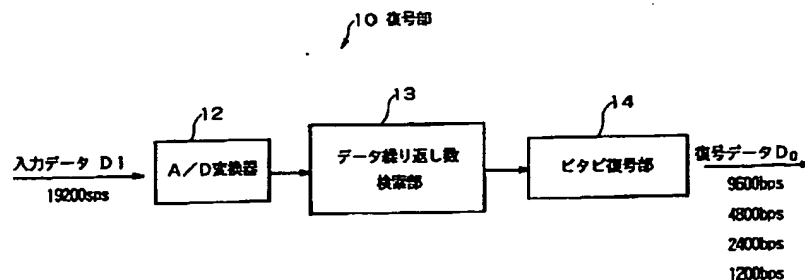 10 復号部
12
13
14
入力データ D1
19200sps
A/D変換器
データ繰り返し数
検索部
ビタビ復号部
復号データD0
9600bps
4800bps
2400bps
1200bps